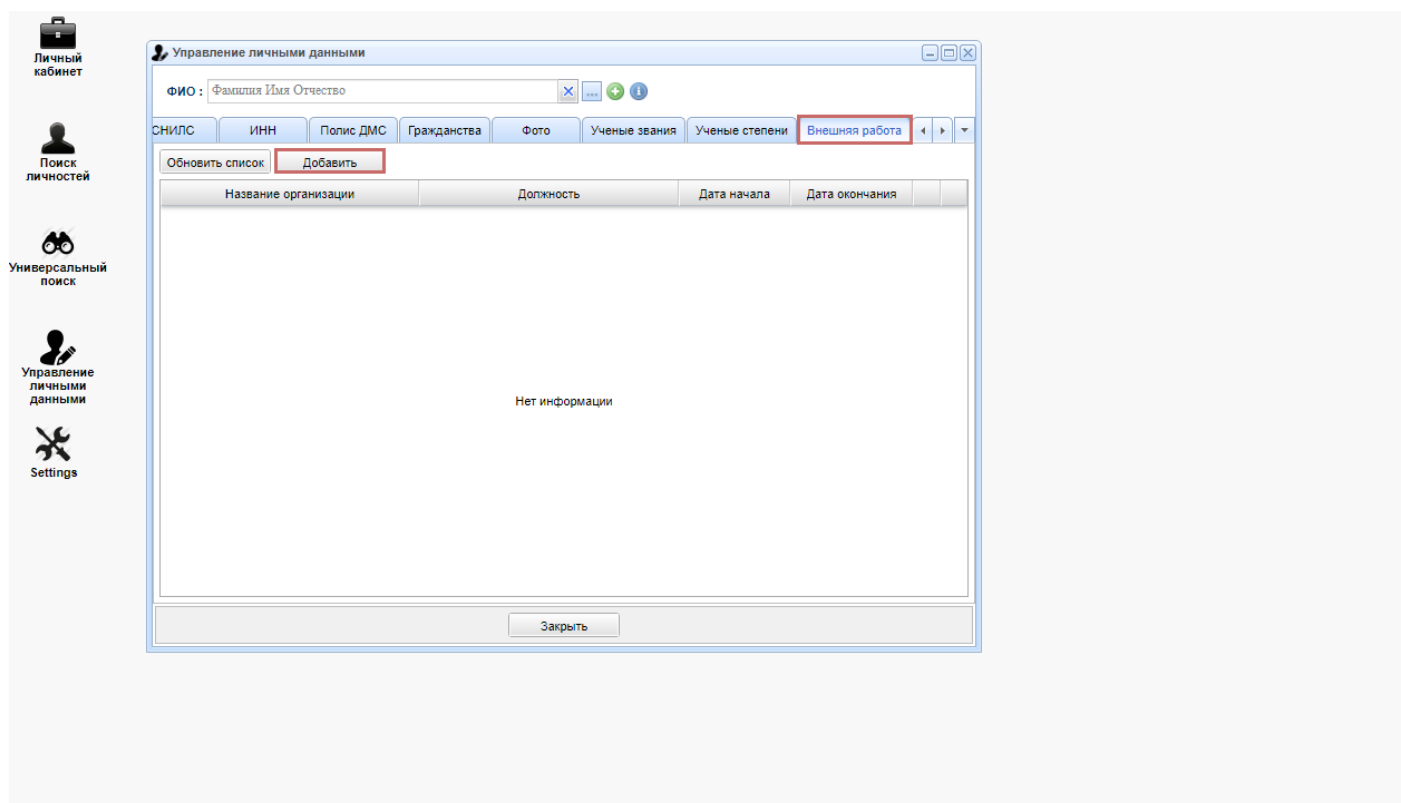 Личный
кабинет
Поиск
личностей
Универсальный
поиск
Управление
личными
данными
Settings
Управление личными данными
ФИО : Фамилия Имя Отчество ...
СНИЛС ИНН Полис ДМС Гражданства Фото Ученые звания Ученые степени Внешняя работа
Обновить список Добавить
Название организации Должность Дата начала Дата окончания
Нет информации
Закрыть